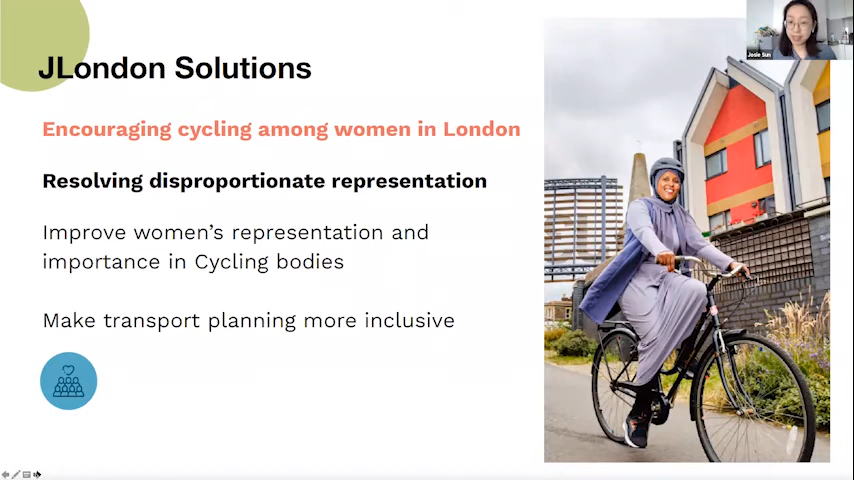 Josie Sun
JLondon Solutions
Encouraging cycling among women in London
Resolving disproportionate representation
Improve women's representation and
importance in Cycling bodies
Make transport planning more inclusive